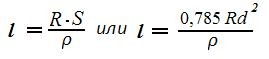 l = R·S / ρ или l = 0,785 Rd² / ρ